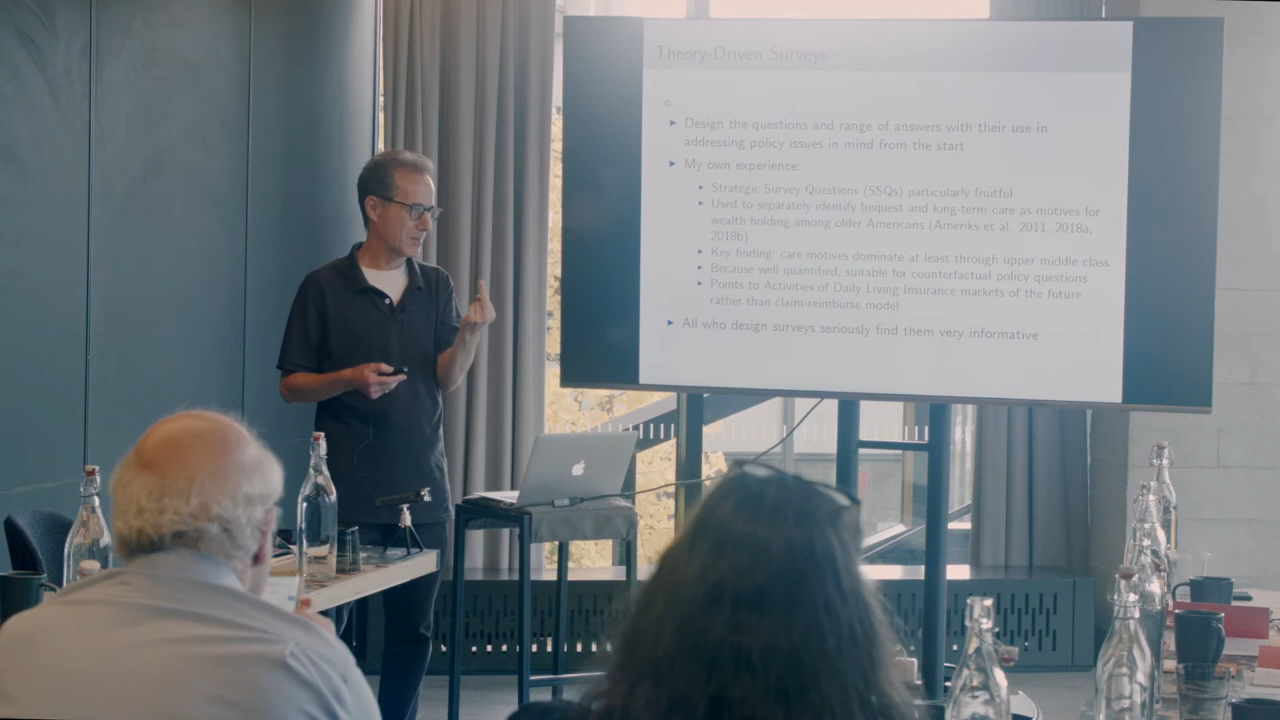 Theory-Driven Surveys
c.
► Design the questions and range of answers with their use in
addressing policy issues in mind from the start
► My own experience:
► Strategic Survey Questions (SSQs) particularly fruitful
► Used to separately identify bequest and long-term care as motives for
wealth-holding among older Americans (Ameriks et al. 2011, 2018a,
2018b)
► Key finding: care motives dominate at least through upper middle class
► Because well quantified, suitable for counterfactual policy questions
► Points to Activities of Daily Living Insurance markets of the future
rather than claim-reimburse model
► All who design surveys seriously find them very informative